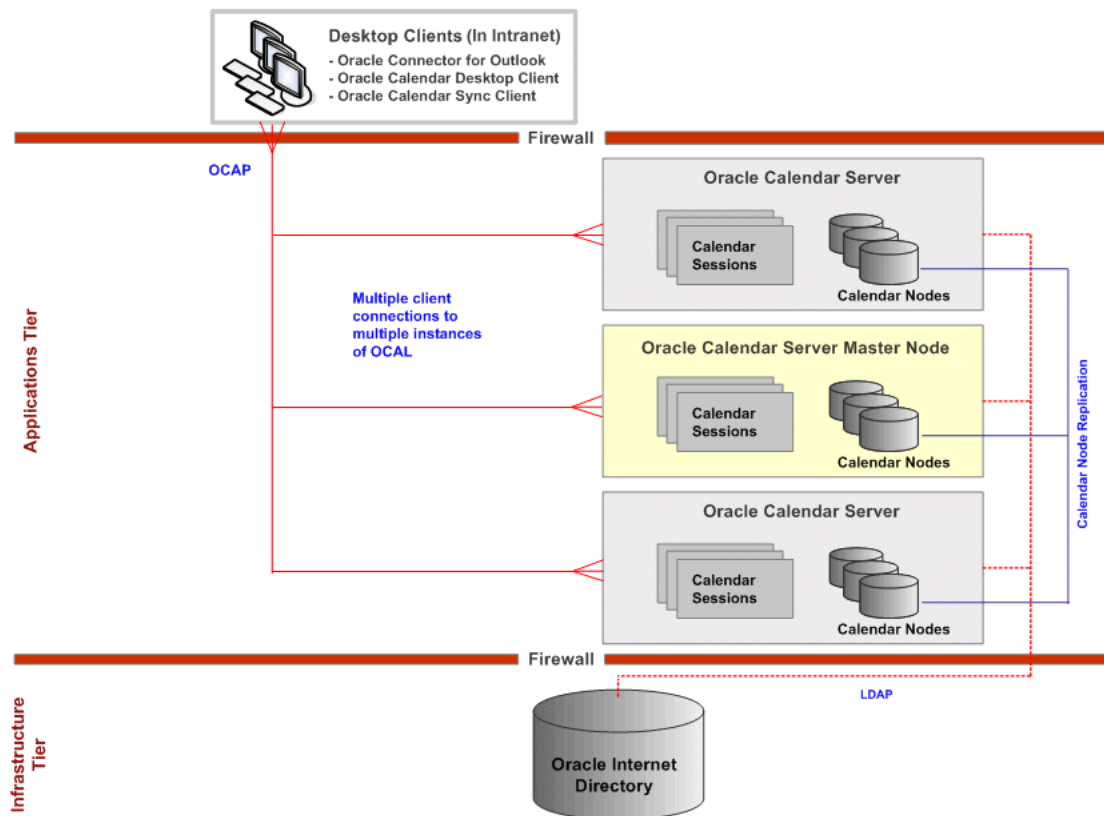 Desktop Clients (In Intranet)
- Oracle Connector for Outlook
- Oracle Calendar Desktop Client
- Oracle Calendar Sync Client
Firewall
OCAP
Oracle Calendar Server
Calendar
Sessions
Calendar Nodes
Multiple client
connections to
multiple instances
of OCAL
Oracle Calendar Server Master Node
Calendar
Sessions
Calendar Nodes
Applications Tier
Calendar Node Replication
Oracle Calendar Server
Calendar
Sessions
Calendar Nodes
Firewall
LDAP
Infrastructure
Tier
Oracle Internet
Directory